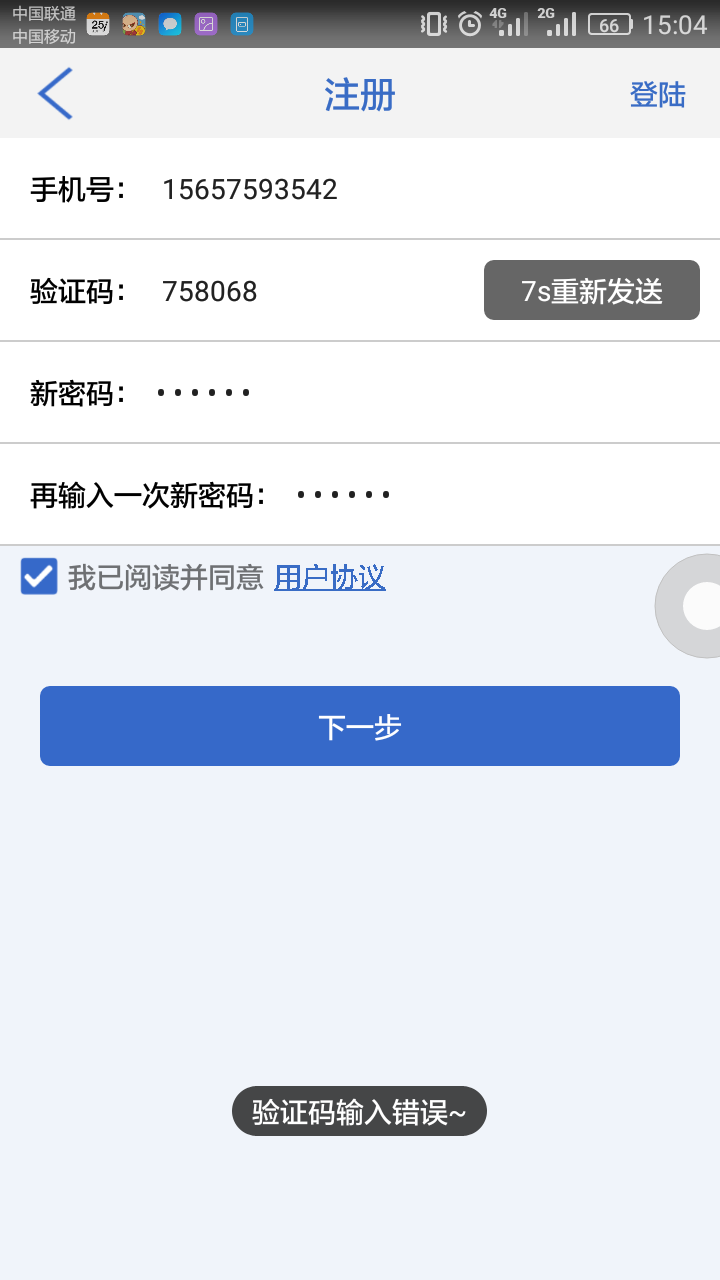 中国联通
中国移动
25
4G
2G
66
15:04
注册
登陆
手机号： 15657593542
验证码： 758068
7s重新发送
新密码： ······
再输入一次新密码： ······
我已阅读并同意 用户协议
下一步
验证码输入错误~